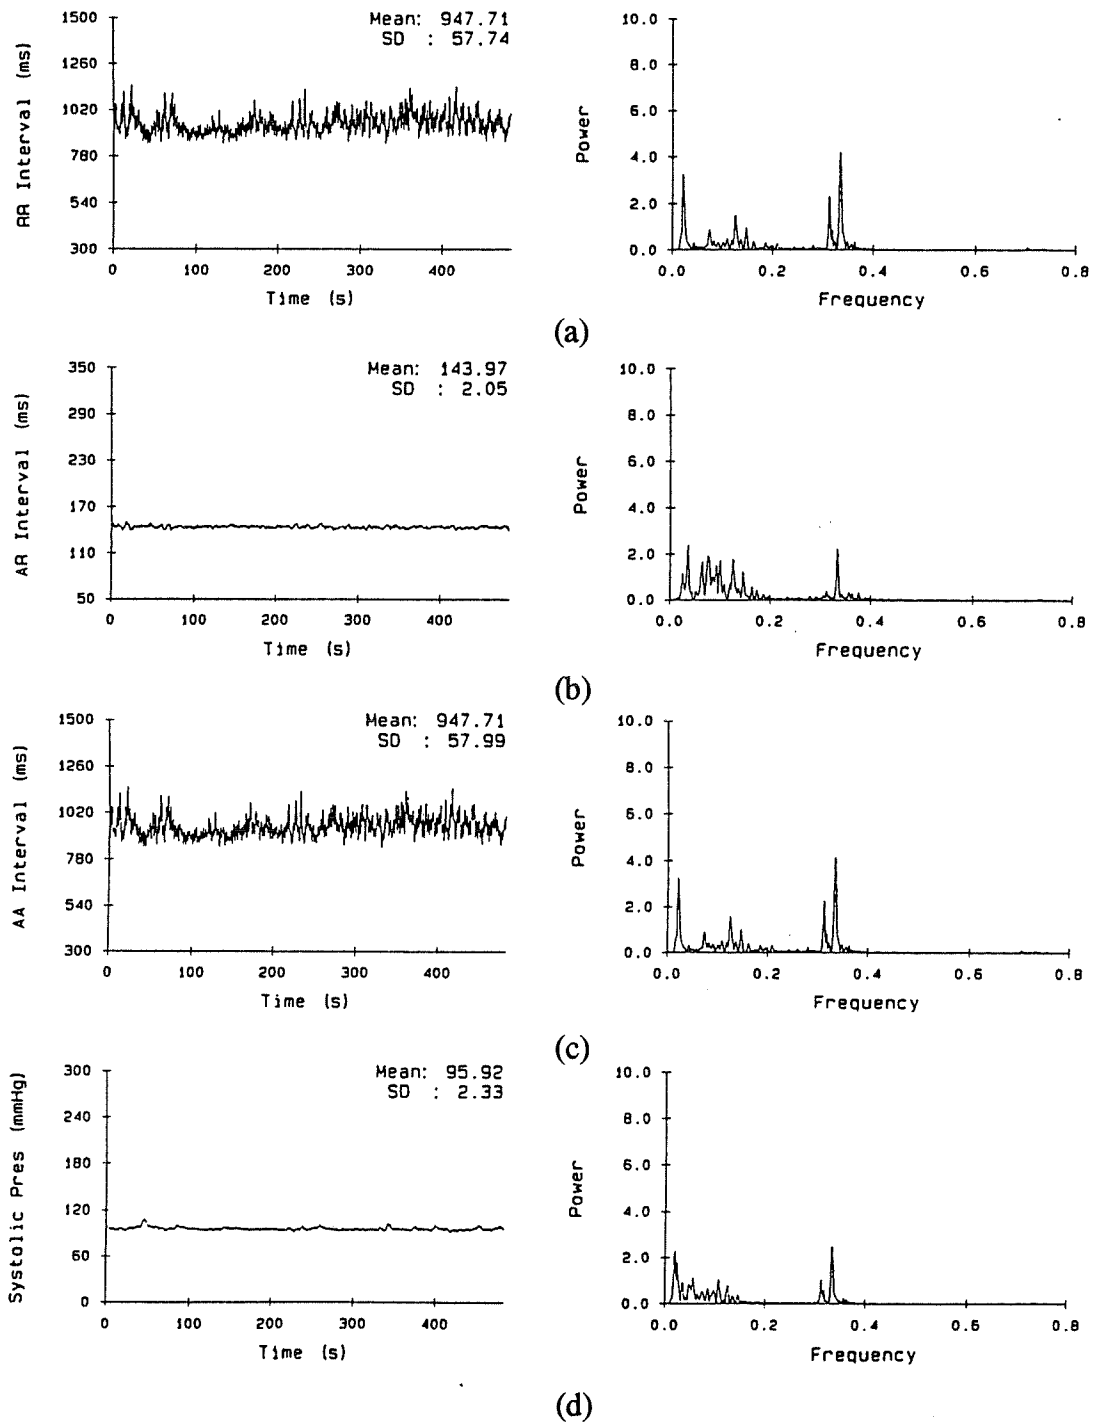 Mean: 947.71
SD : 57.74
RR Interval (ms)
1500
1260
1020
780
540
300
0 100 200 300 400
Time (s)
Power
10.0
8.0
6.0
4.0
2.0
0.0
0.0 0.2 0.4 0.6 0.8
Frequency
(a)
Mean: 143.97
SD : 2.05
AR Interval (ms)
350
290
230
170
110
50
0 100 200 300 400
Time (s)
Power
10.0
8.0
6.0
4.0
2.0
0.0
0.0 0.2 0.4 0.6 0.8
Frequency
(b)
Mean: 947.71
SD : 57.99
AA Interval (ms)
1500
1260
1020
780
540
300
0 100 200 300 400
Time (s)
Power
10.0
8.0
6.0
4.0
2.0
0.0
0.0 0.2 0.4 0.6 0.8
Frequency
(c)
Mean: 95.92
SD : 2.33
Systolic Pres (mmHg)
300
240
180
120
60
0
0 100 200 300 400
Time (s)
Power
10.0
8.0
6.0
4.0
2.0
0.0
0.0 0.2 0.4 0.6 0.8
Frequency
(d)